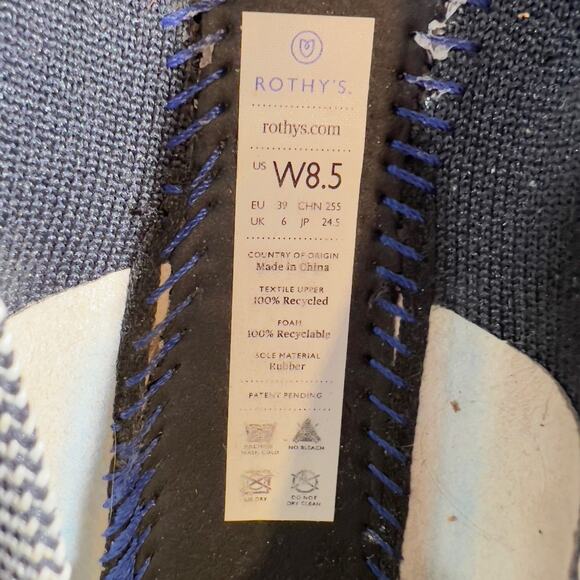 ROTHY'S
rothys.com
US W8.5
EU 39 CHN 255
UK 6 JP 24.5
COUNTRY OF ORIGIN
Made in China
TEXTILE UPPER
100% Recycled
FOAM
100% Recyclable
SOLE MATERIAL
Rubber
PATENT PENDING
MACHINE NO BLEACH
WASH COLD
AIR DRY DO NOT
DRY CLEAN